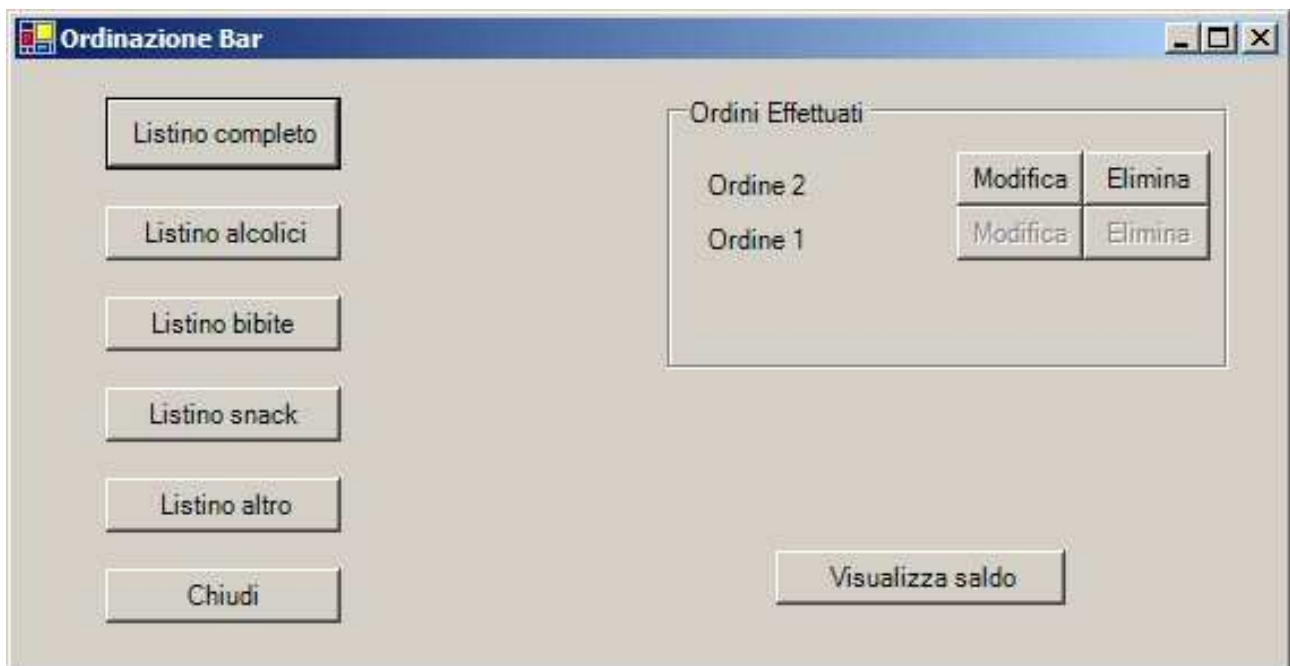 Ordinazione Bar
Listino completo
Listino alcolici
Listino bibite
Listino snack
Listino altro
Chiudi
Ordini Effettuati
Ordine 2 Modifica Elimina
Ordine 1 Modifica Elimina
Visualizza saldo